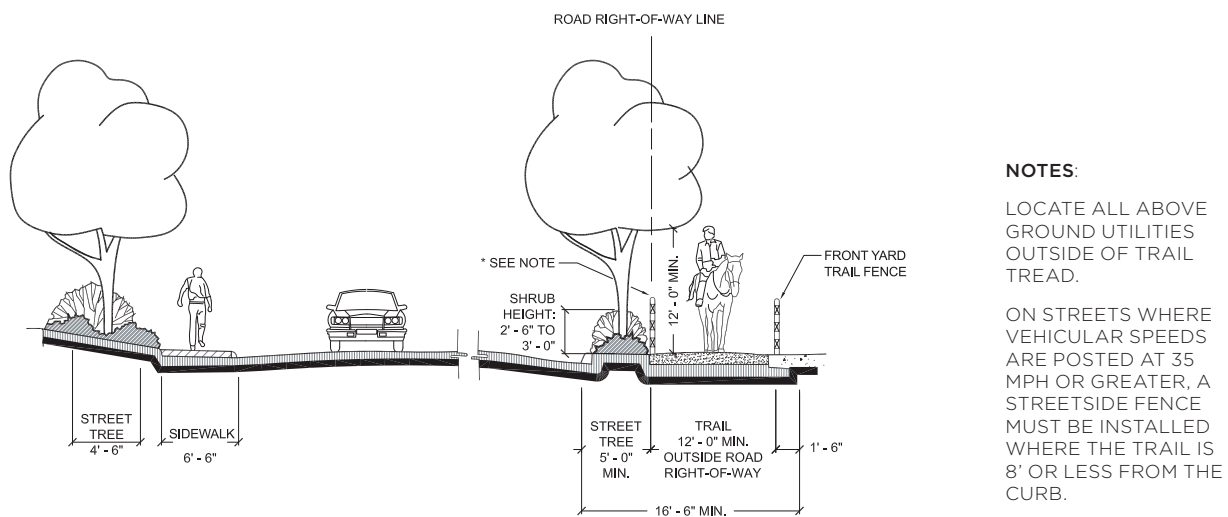 ROAD RIGHT-OF-WAY LINE
* SEE NOTE
SHRUB
HEIGHT:
2' - 6" TO
3' - 0"
12' - 0" MIN.
FRONT YARD
TRAIL FENCE
STREET
TREE
4' - 6"
SIDEWALK
6' - 6"
STREET
TREE
5' - 0"
MIN.
TRAIL
12' - 0" MIN.
OUTSIDE ROAD
RIGHT-OF-WAY
1' - 6"
16' - 6" MIN.
NOTES:
LOCATE ALL ABOVE
GROUND UTILITIES
OUTSIDE OF TRAIL
TREAD.
ON STREETS WHERE
VEHICULAR SPEEDS
ARE POSTED AT 35
MPH OR GREATER, A
STREETSIDE FENCE
MUST BE INSTALLED
WHERE THE TRAIL IS
8’ OR LESS FROM THE
CURB.